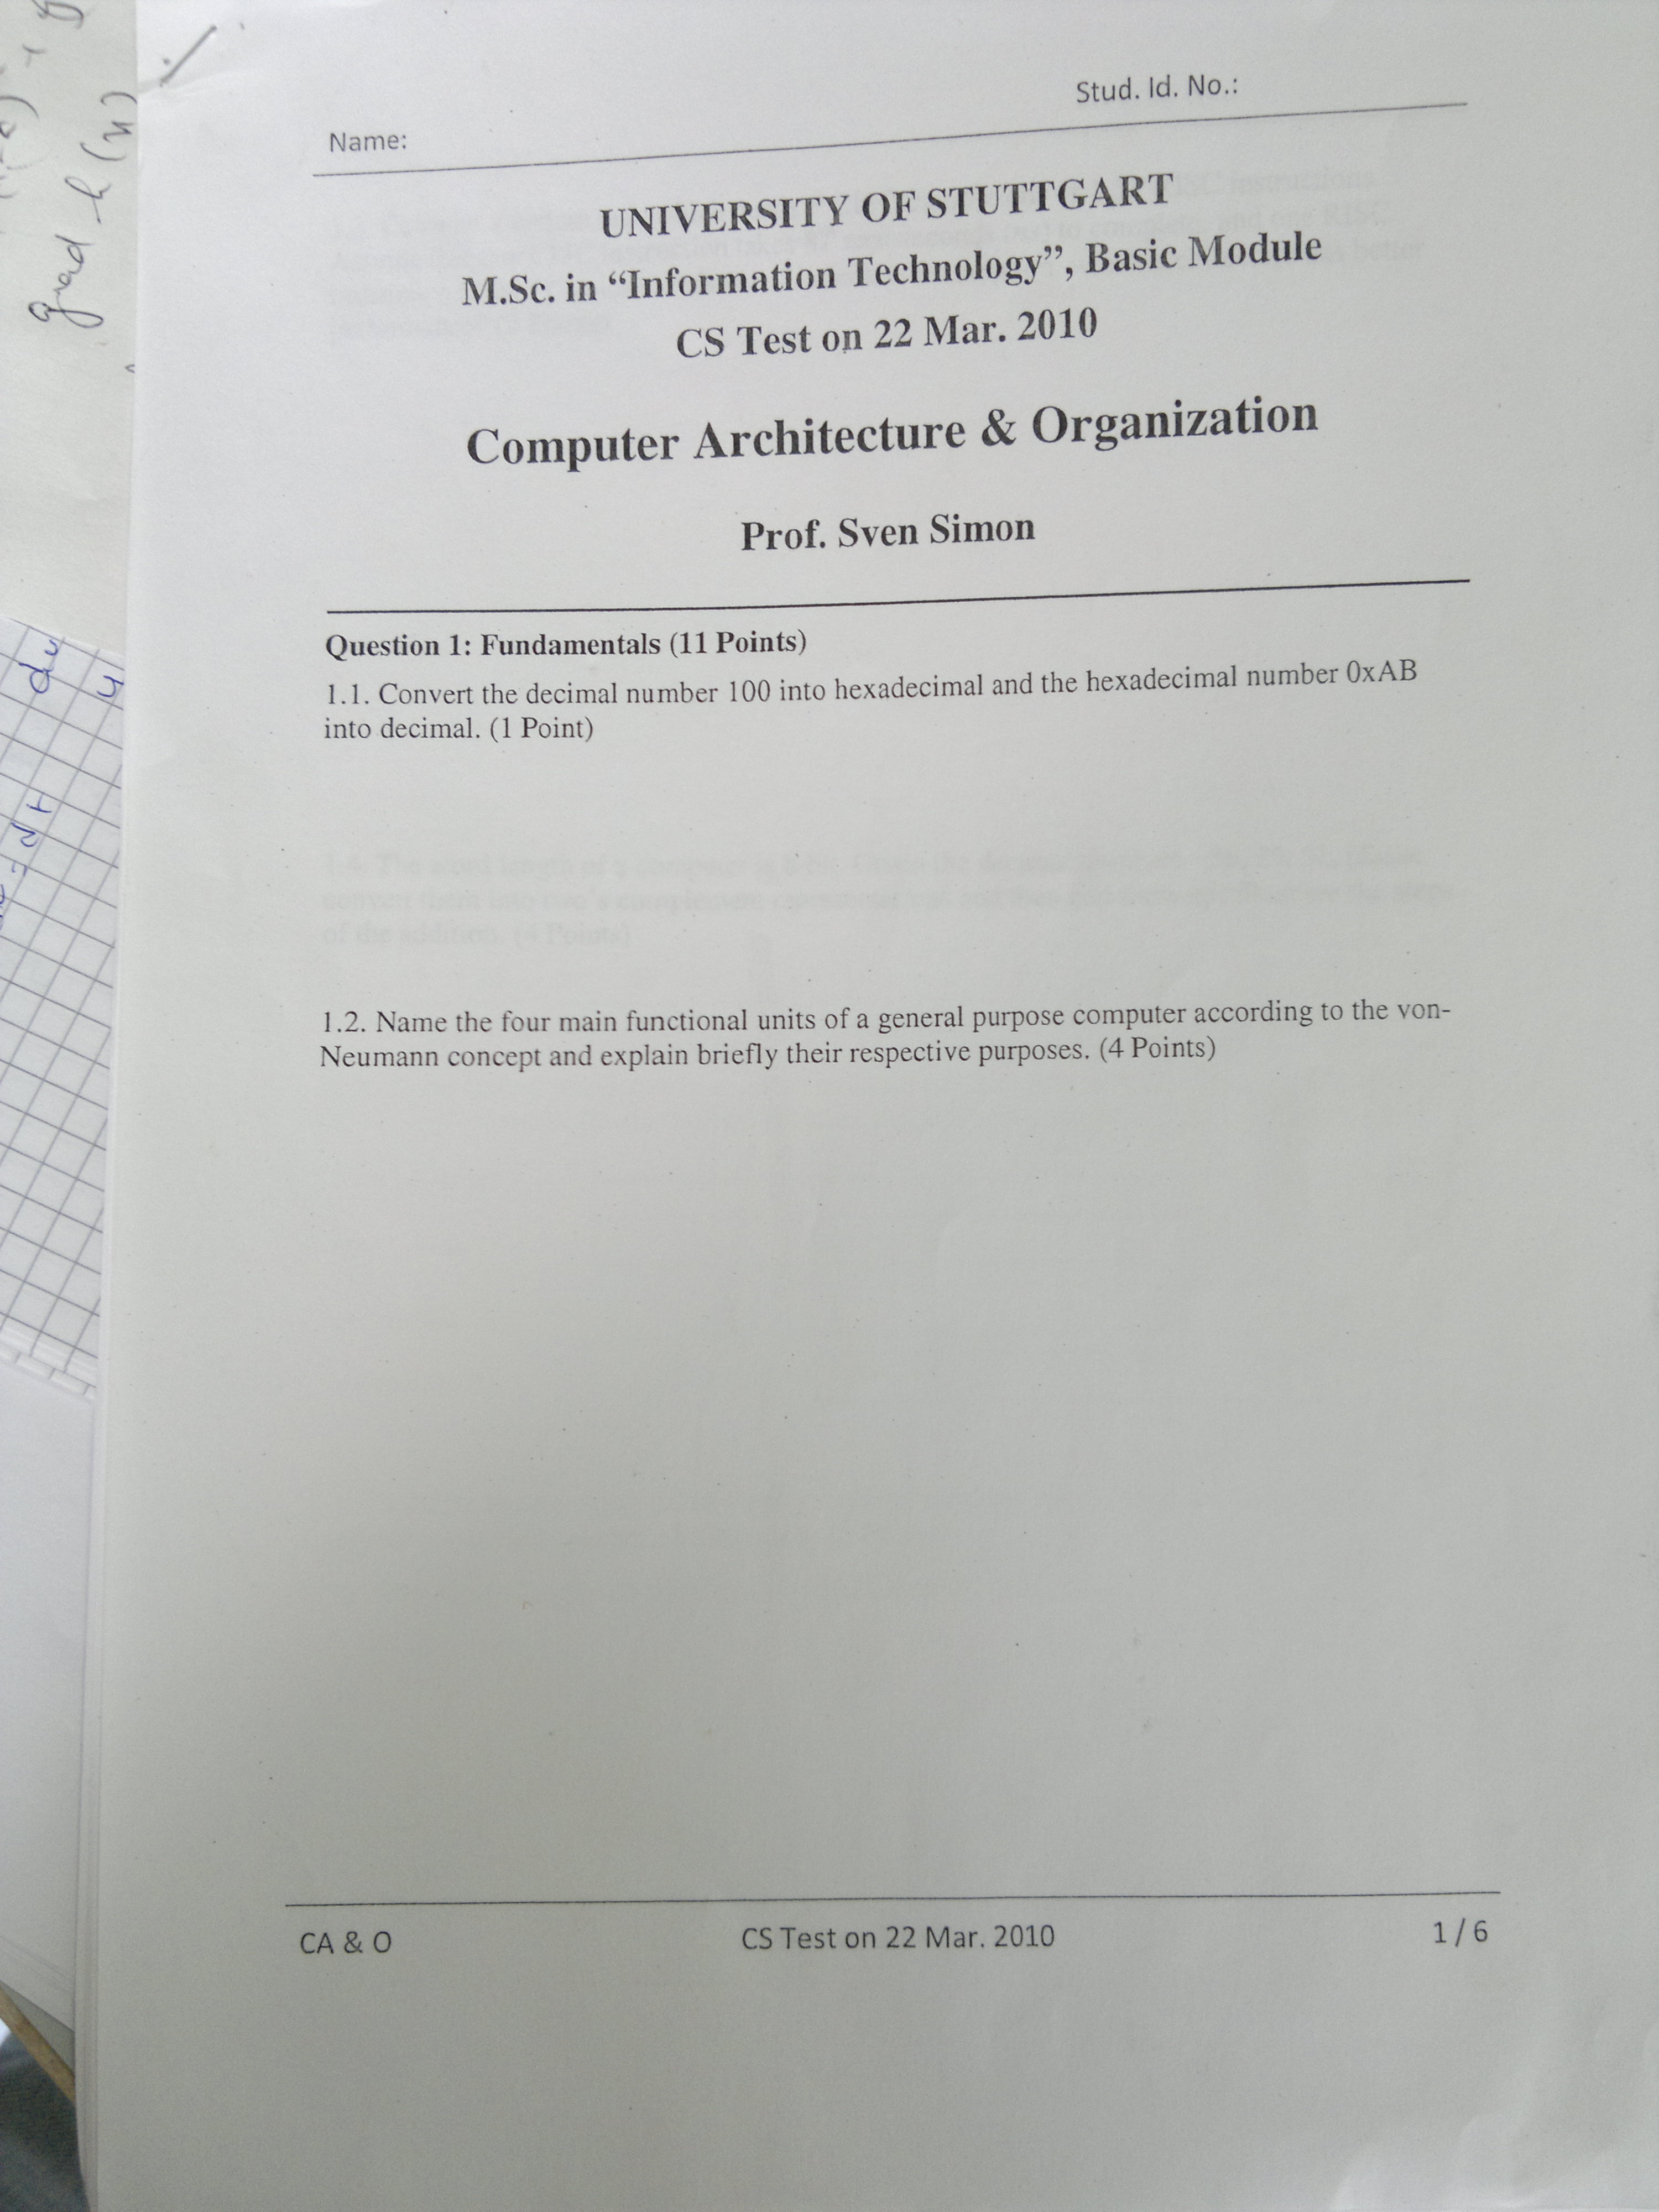 Stud. Id. No.:
Name:
UNIVERSITY OF STUTTGART
M.Sc. in “Information Technology”, Basic Module
CS Test on 22 Mar. 2010
Computer Architecture & Organization
Prof. Sven Simon
Question 1: Fundamentals (11 Points)
1.1. Convert the decimal number 100 into hexadecimal and the hexadecimal number 0xAB
into decimal. (1 Point)
1.2. Name the four main functional units of a general purpose computer according to the von-
Neumann concept and explain briefly their respective purposes. (4 Points)
CA & O
CS Test on 22 Mar. 2010
1 / 6
grad h (x)
du